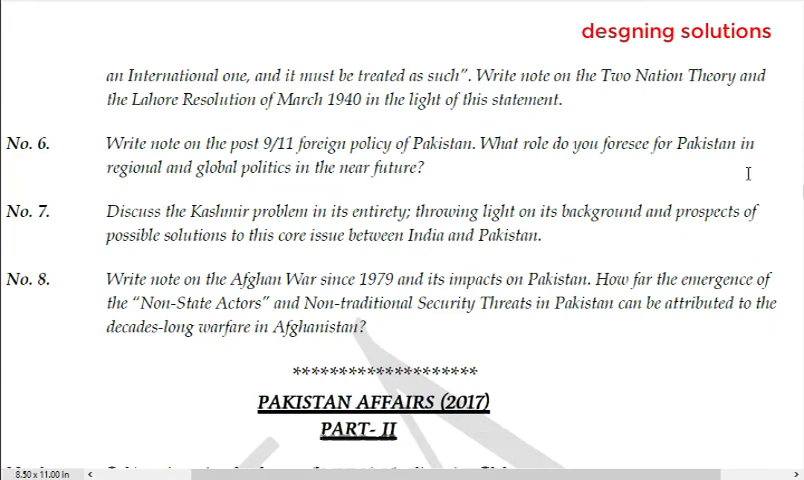 desgning solutions
an International one, and it must be treated as such". Write note on the Two Nation Theory and
the Lahore Resolution of March 1940 in the light of this statement.
No. 6. Write note on the post 9/11 foreign policy of Pakistan. What role do you foresee for Pakistan in
regional and global politics in the near future?
No. 7. Discuss the Kashmir problem in its entirety; throwing light on its background and prospects of
possible solutions to this core issue between India and Pakistan.
No. 8. Write note on the Afghan War since 1979 and its impacts on Pakistan. How far the emergence of
the "Non-State Actors" and Non-traditional Security Threats in Pakistan can be attributed to the
decades-long warfare in Afghanistan?
********************
PAKISTAN AFFAIRS (2017)
PART- II
8.50 x 11.00 in